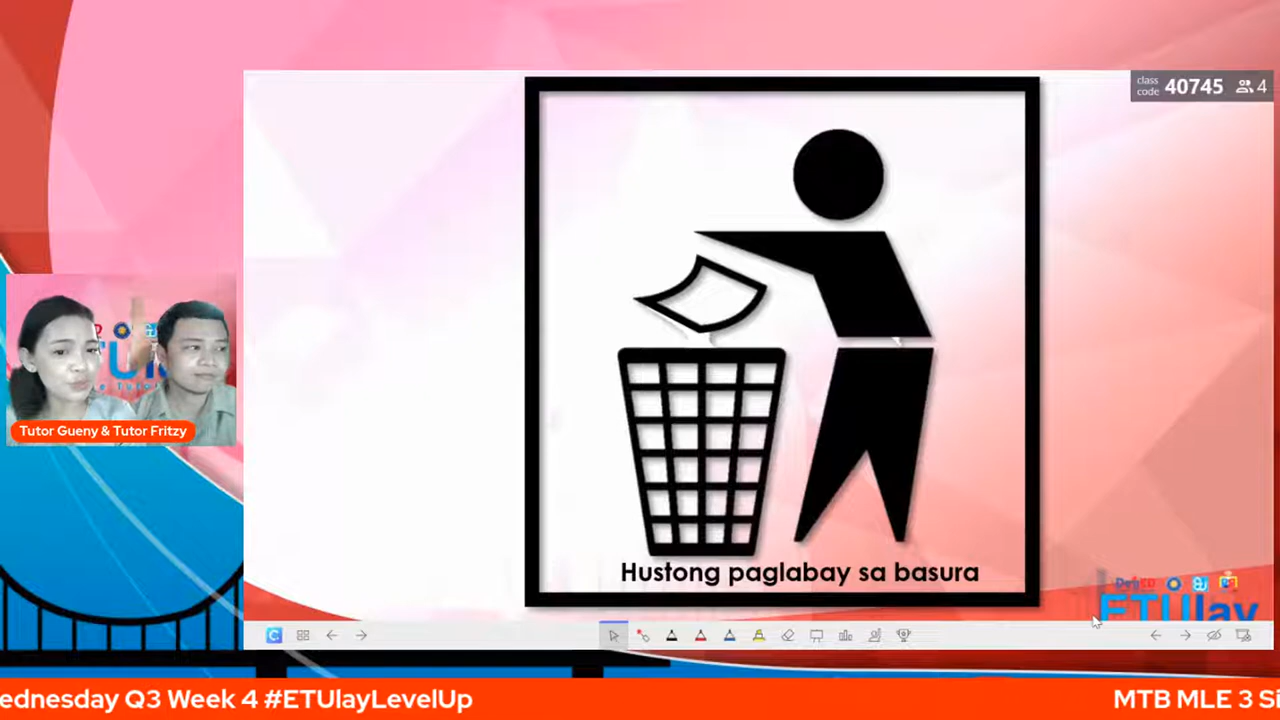 class
code 40745 4
Hustong paglabay sa basura
Tutor Gueny & Tutor Fritzy
DepED
ETUlay
ednesday Q3 Week 4 #ETUlayLevelUp
MTB MLE 3 Si